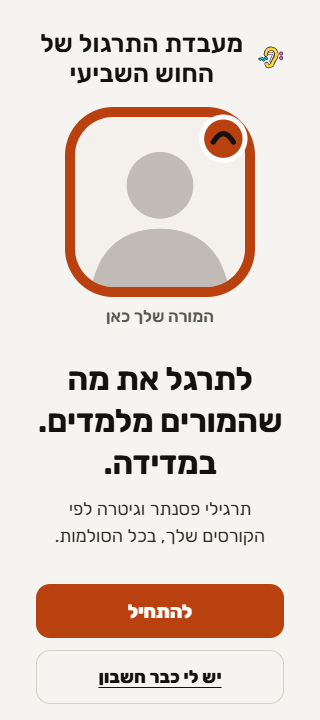 מעבדת התרגול של
החוש השביעי
המורה שלך כאן
לתרגל את מה
שהמורים מלמדים.
במדידה.
תרגילי פסנתר וגיטרה לפי
הקורסים שלך, בכל הסולמות.
להתחיל
יש לי כבר חשבון